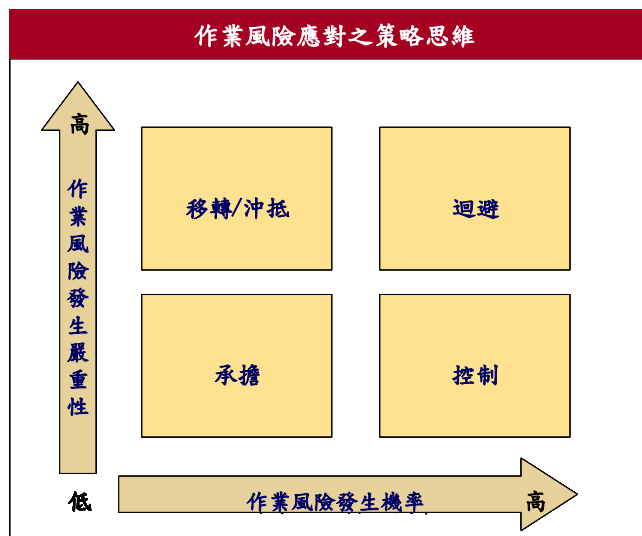 作業風險應對之策略思維
高
作業風險發生嚴重性
移轉/沖抵
迴避
承擔
控制
低
作業風險發生機率
高